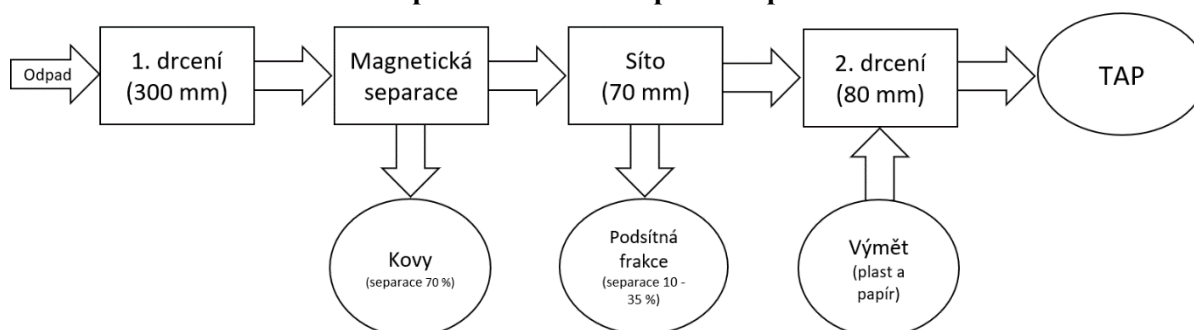 Odpad
1. drcení
(300 mm)
Magnetická
separace
Síto
(70 mm)
2. drcení
(80 mm)
TAP
Kovy
(separace 70 %)
Podsítná
frakce
(separace 10 -
35 %)
Výmět
(plast a
papír)